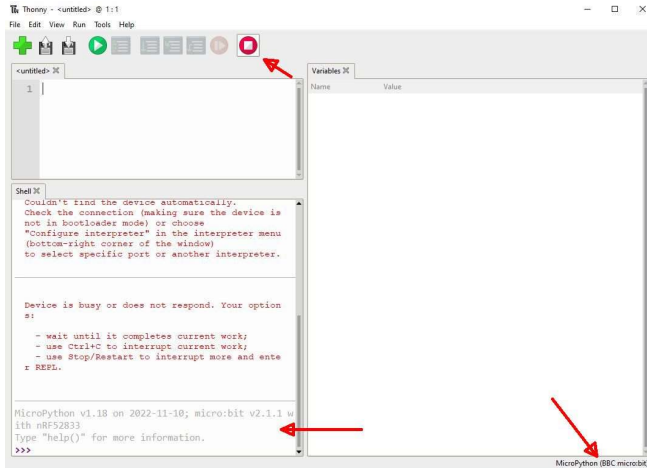 Thonny - <untitled> @ 1:1
File Edit View Run Tools Help
<untitled>
1
Variables
Name Value
Shell
Couldn't find the device automatically.
Check the connection (making sure the device is
not in bootloader mode) or choose
"Configure interpreter" in the interpreter menu
(bottom-right corner of the window)
to select specific port or another interpreter.
Device is busy or does not respond. Your option
s:
- wait until it completes current work;
- use Ctrl+C to interrupt current work;
- use Stop/Restart to interrupt more and ente
r REPL.
MicroPython v1.18 on 2022-11-10; micro:bit v2.1.1 w
ith nRF52833
Type "help()" for more information.
>>>
MicroPython (BBC micro:bit)